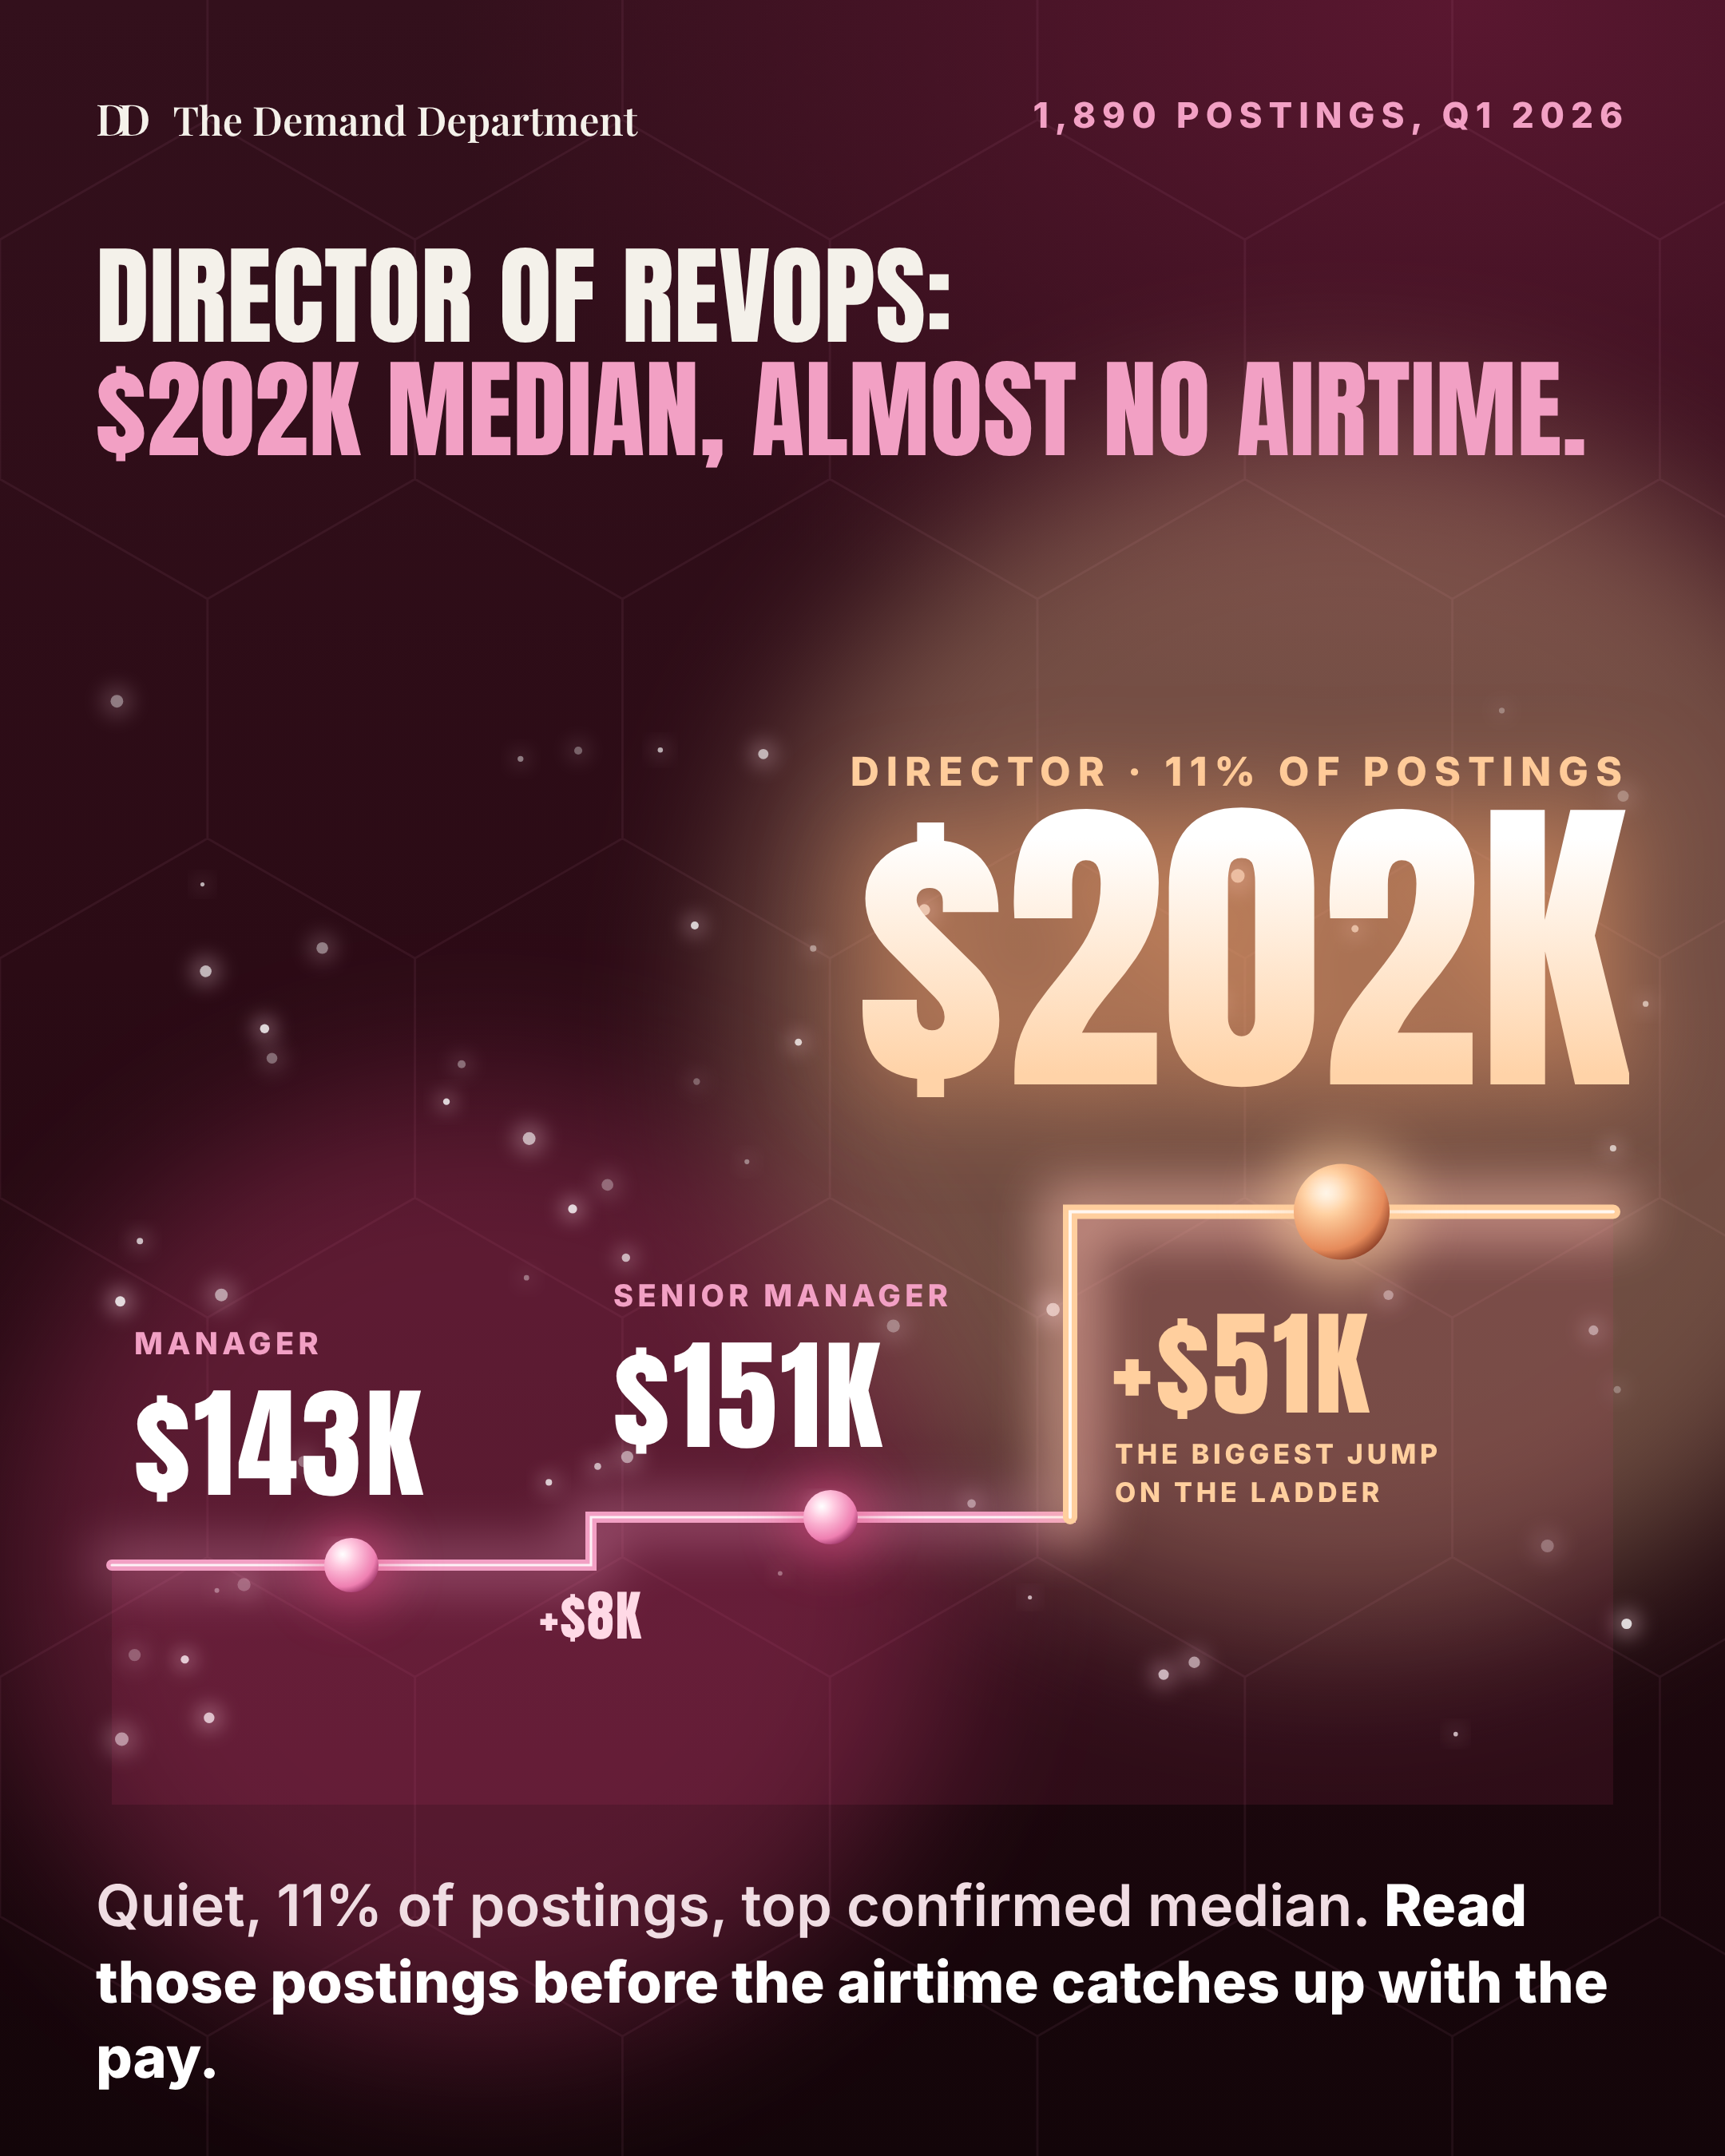 DD The Demand Department
1,890 POSTINGS, Q1 2026
DIRECTOR OF REVOPS:
$202K MEDIAN, ALMOST NO AIRTIME.
DIRECTOR · 11% OF POSTINGS
$202K
SENIOR MANAGER
$151K
MANAGER
$143K
+$51K
THE BIGGEST JUMP
ON THE LADDER
+$8K
Quiet, 11% of postings, top confirmed median. Read
those postings before the airtime catches up with the
pay.